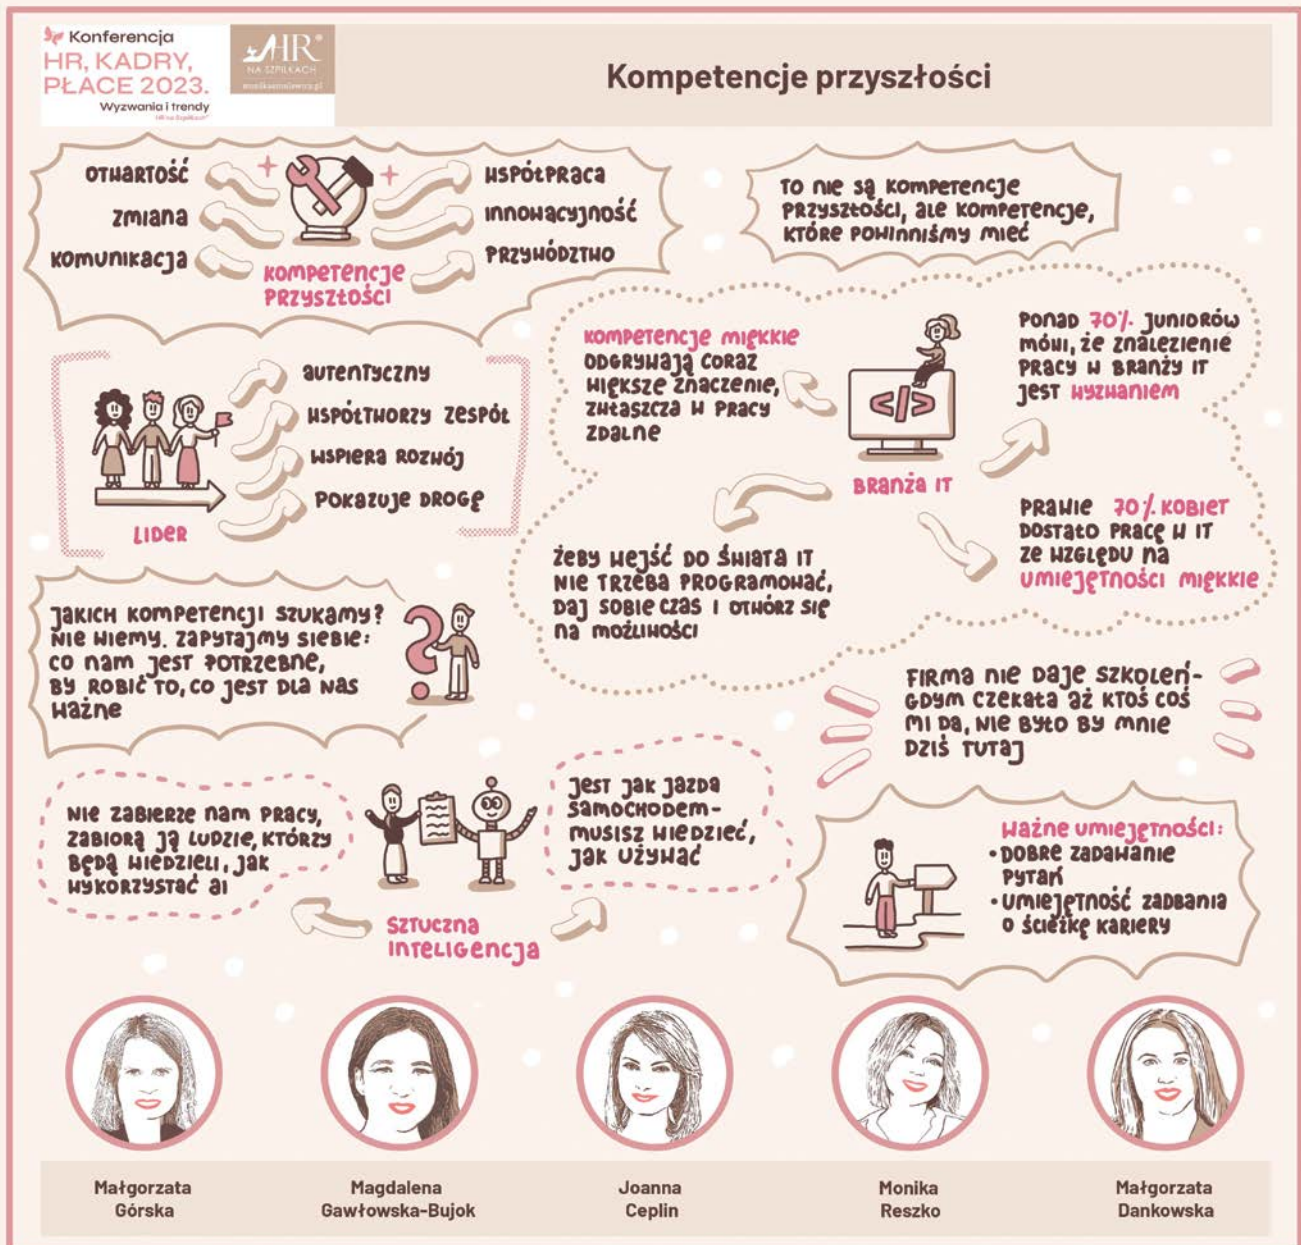 Konferencja
HR, KADRY,
PŁACE 2023.
Wyzwania i trendy
HR na Szpilkach®
HR®
NA SZPILKACH
Kompetencje przyszłości
OTWARTOŚĆ
ZMIANA
KOMUNIKACJA
KOMPETENCJE
PRZYSZŁOŚCI
WSPÓŁPRACA
INNOWACYJNOŚĆ
PRZYWÓDZTWO
TO NIE SĄ KOMPETENCJE
PRZYSZŁOŚCI, ALE KOMPETENCJE,
KTÓRE POWINNIŚMY MIEĆ
AUTENTYCZNY
WSPÓŁTWORZY ZESPÓŁ
WSPIERA ROZWÓJ
POKAZUJE DROGĘ
LIDER
KOMPETENCJE MIĘKKIE
ODGRYWAJĄ CORAZ
WIĘKSZE ZNACZENIE,
ZWŁASZCZA W PRACY
ZDALNE
</>
BRANŻA IT
PONAD 70% JUNIORÓW
MÓWI, ŻE ZNALEZIENIE
PRACY W BRANŻY IT
JEST WYZWANIEM
PRAWIE 70% KOBIET
DOSTAŁO PRACĘ W IT
ZE WZGLĘDU NA
UMIEJĘTNOŚCI MIĘKKIE
ŻEBY WEJŚĆ DO ŚWIATA IT
NIE TRZEBA PROGRAMOWAĆ,
DAJ SOBIE CZAS I OTWÓRZ SIĘ
NA MOŻLIWOŚCI
JAKICH KOMPETENCJI SZUKAMY?
NIE WIEMY. ZAPYTAJMY SIEBIE:
CO NAM JEST POTRZEBNE,
BY ROBIĆ TO, CO JEST DLA NAS
WAŻNE
?
FIRMA NIE DAJE SZKOLEŃ-
GDYM CZEKAŁA AŻ KTOŚ COŚ
MI DA, NIE BYŁO BY MNIE
DZIŚ TUTAJ
NIE ZABIERZE NAM PRACY,
ZABIORĄ JĄ LUDZIE, KTÓRZY
BĘDĄ WIEDZIELI, JAK
WYKORZYSTAĆ AI
JEST JAK JAZDA
SAMOCHODEM-
MUSISZ WIEDZIEĆ,
JAK UŻYWAĆ
SZTUCZNA
INTELIGENCJA
WAŻNE UMIEJĘTNOŚCI:
• DOBRE ZADAWANIE
PYTAŃ
• UMIEJĘTNOŚĆ ZADBANIA
O ŚCIEŻKĘ KARIERY
Małgorzata
Górska
Magdalena
Gawłowska-Bujok
Joanna
Ceplin
Monika
Reszko
Małgorzata
Dankowska